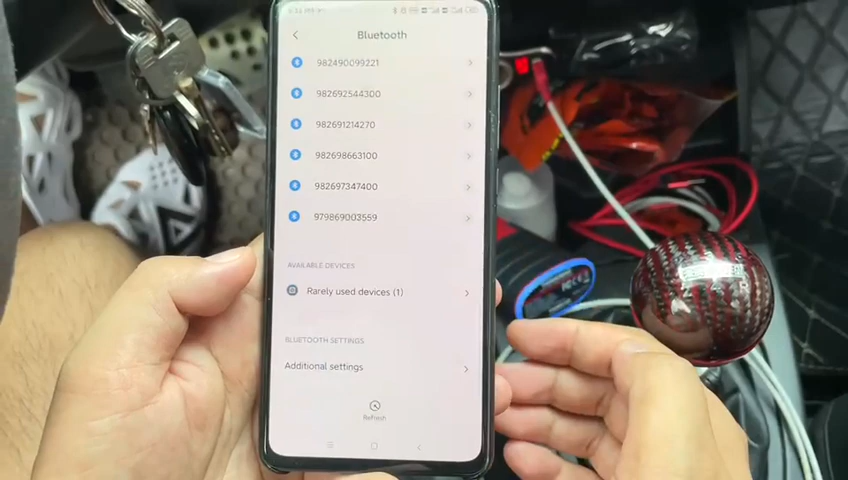 Bluetooth
982490099221
982692544300
982691214270
982698663100
982697347400
979869003559
AVAILABLE DEVICES
Rarely used devices (1)
BLUETOOTH SETTINGS
Additional settings
Refresh